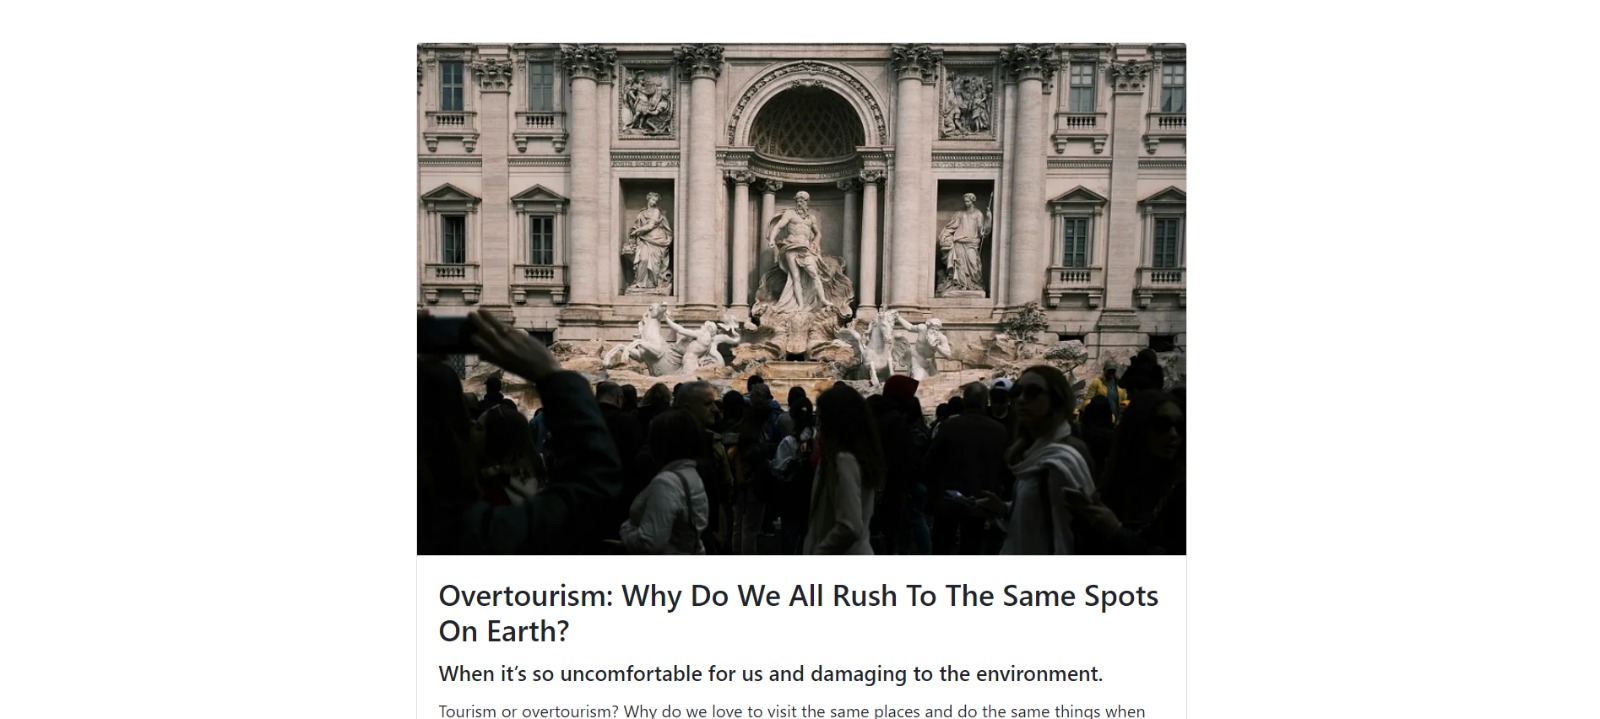 Overtourism: Why Do We All Rush To The Same Spots
On Earth?
When it’s so uncomfortable for us and damaging to the environment.
Tourism or overtourism? Why do we love to visit the same places and do the same things when